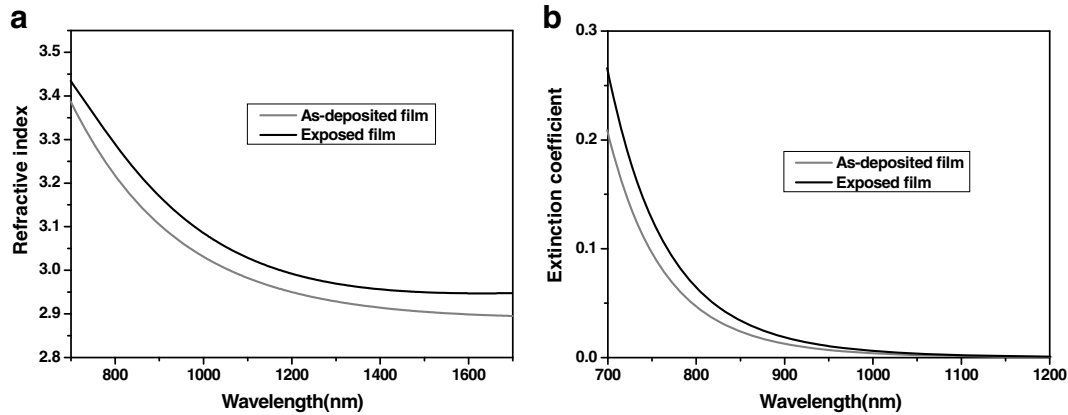 a
Refractive index
3.5
3.4
3.3
3.2
3.1
3.0
2.9
2.8
As-deposited film
Exposed film
800
1000
1200
1400
1600
Wavelength(nm)
b
Extinction coefficient
0.3
0.2
0.1
0.0
As-deposited film
Exposed film
700
800
900
1000
1100
1200
Wavelength(nm)